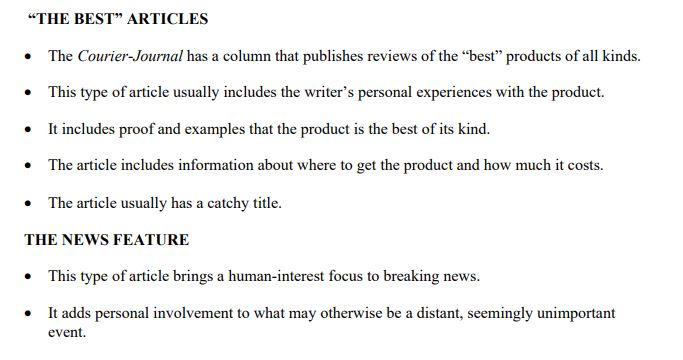 “THE BEST” ARTICLES
• The Courier-Journal has a column that publishes reviews of the “best” products of all kinds.
• This type of article usually includes the writer’s personal experiences with the product.
• It includes proof and examples that the product is the best of its kind.
• The article includes information about where to get the product and how much it costs.
• The article usually has a catchy title.
THE NEWS FEATURE
• This type of article brings a human-interest focus to breaking news.
• It adds personal involvement to what may otherwise be a distant, seemingly unimportant
event.